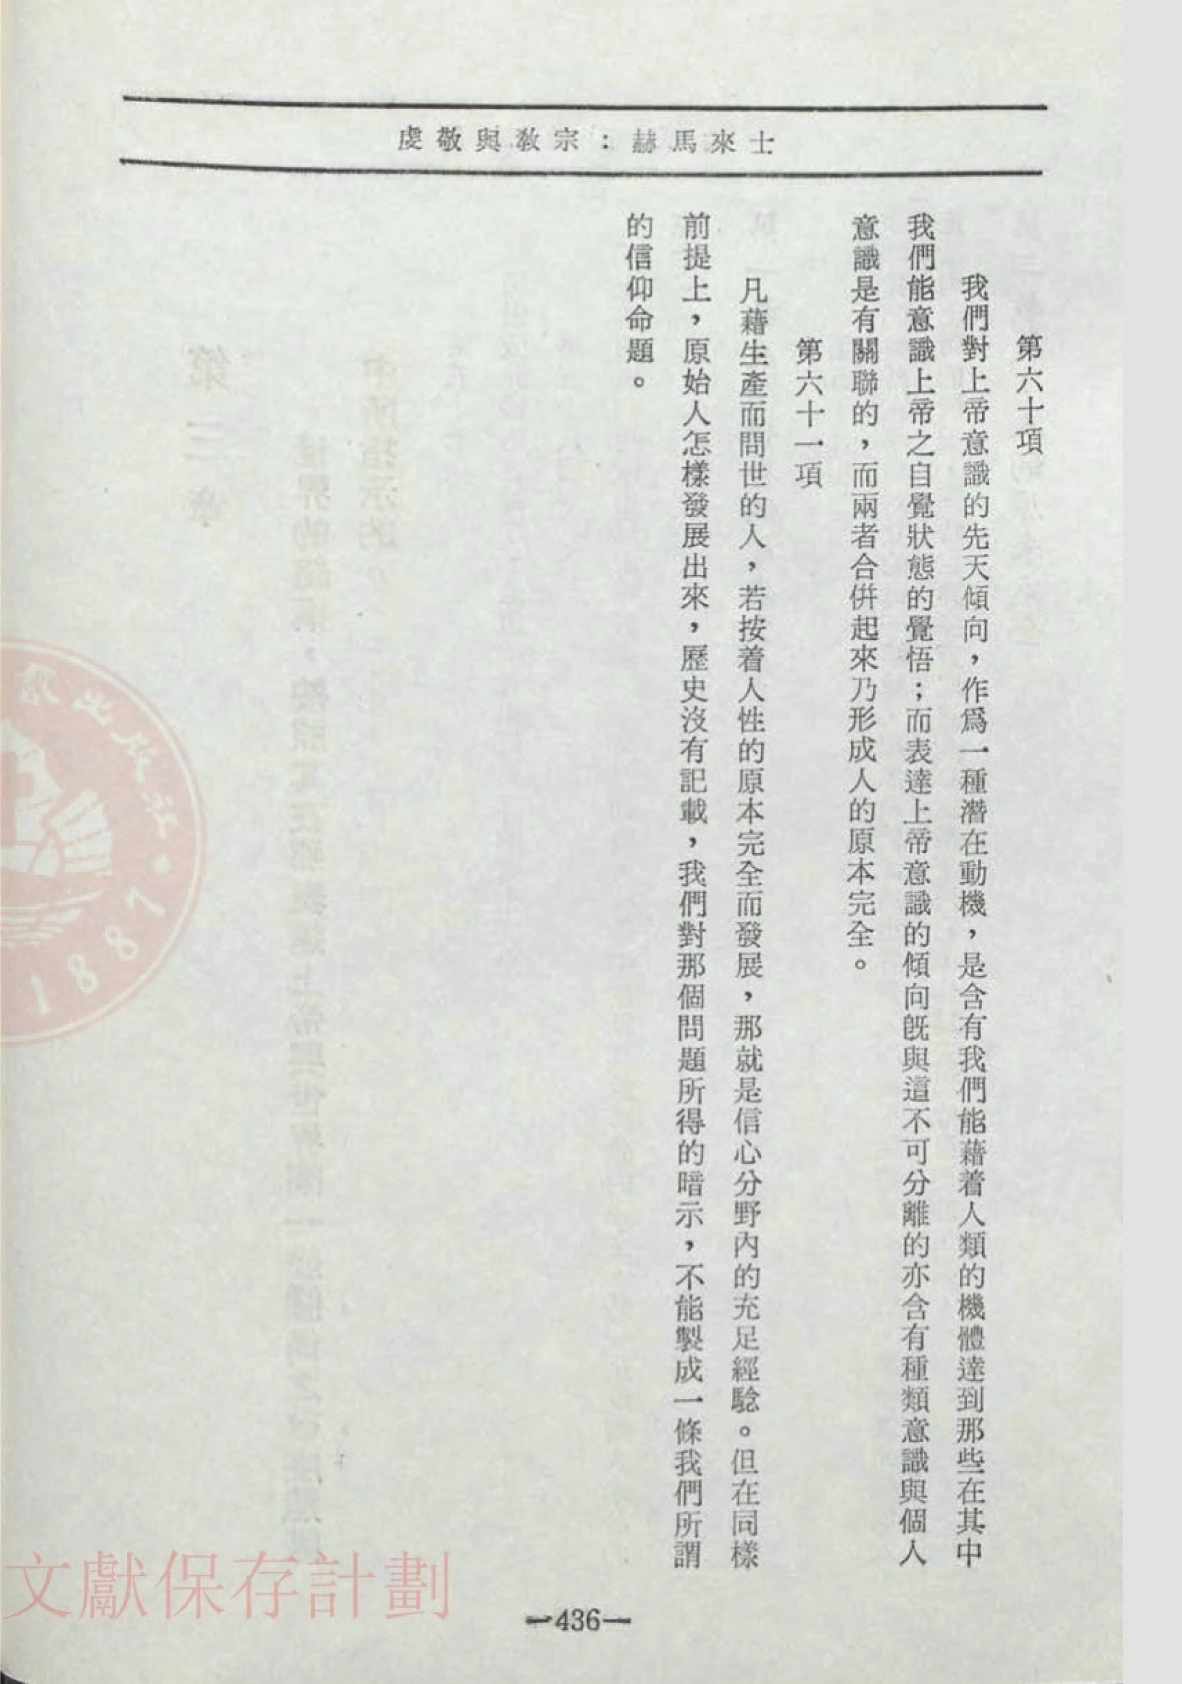 士來馬赫：宗敎與敬虔
第六十項
我們對上帝意識的先天傾向，作爲一種潛在動機，是含有我們能藉着人類的機體達到那些在其中
我們能意識上帝之自覺狀態的覺悟；而表達上帝意識的傾向旣與這不可分離的亦含有種類意識與個人
意識是有關聯的，而兩者合倂起來乃形成人的原本完全。
第六十一項
凡藉生產而問世的人，若按着人性的原本完全而發展，那就是信心分野內的充足經驗。但在同樣
前提上，原始人怎樣發展出來，歷史沒有記載，我們對那個問題所得的暗示，不能製成一條我們所謂
的信仰命題。
—436—
文獻保存計劃
1887